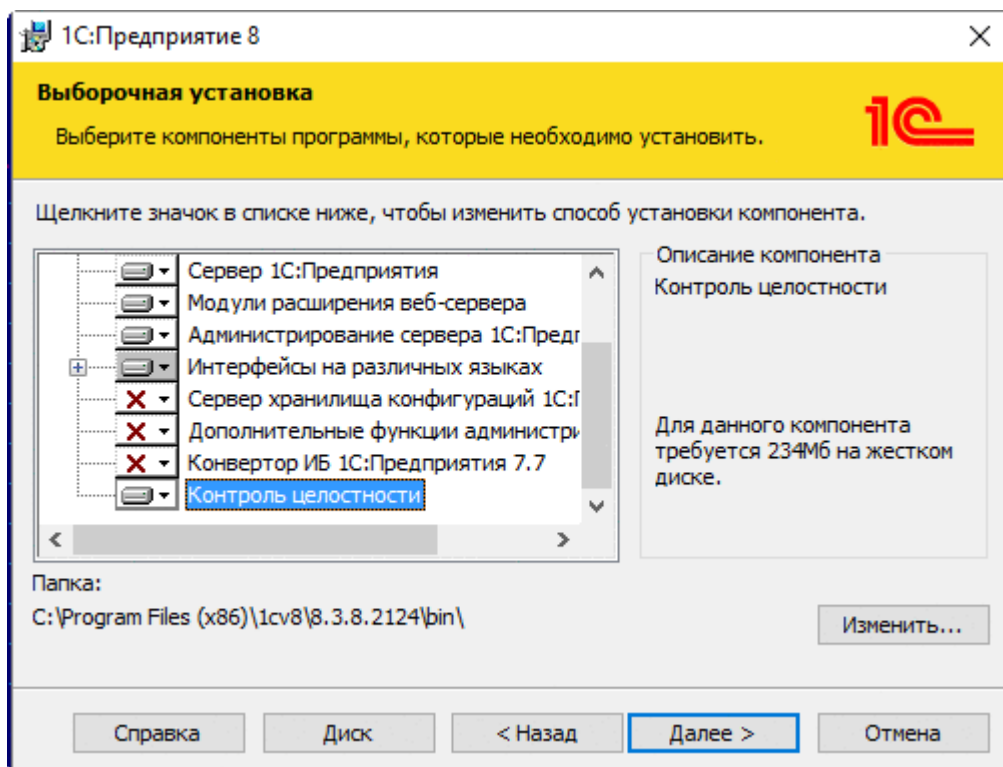 1С:Предприятие 8
Выборочная установка
Выберите компоненты программы, которые необходимо установить.
1С
Щелкните значок в списке ниже, чтобы изменить способ установки компонента.
Сервер 1С:Предприятия
Модули расширения веб-сервера
Администрирование сервера 1С:Предг
Интерфейсы на различных языках
Сервер хранилища конфигураций 1С:Г
Дополнительные функции администри
Конвертор ИБ 1С:Предприятия 7.7
Контроль целостности
Описание компонента
Контроль целостности
Для данного компонента
требуется 234Мб на жестком
диске.
Папка:
C:\Program Files (x86)\1cv8\8.3.8.2124\bin\
Изменить...
Справка
Диск
< Назад
Далее >
Отмена